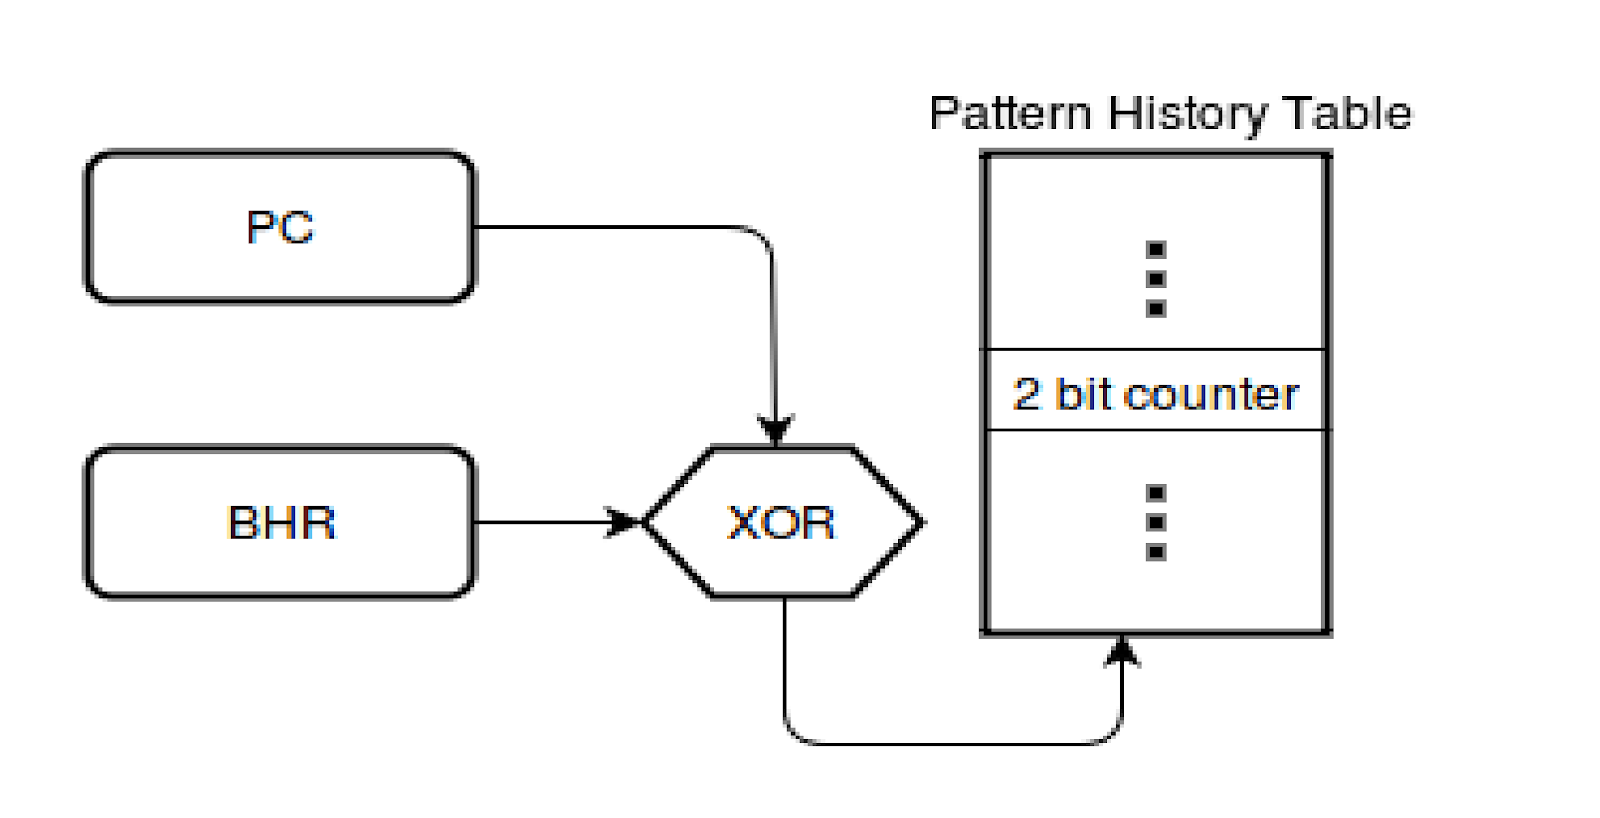 Pattern History Table
PC
2 bit counter
BHR
XOR